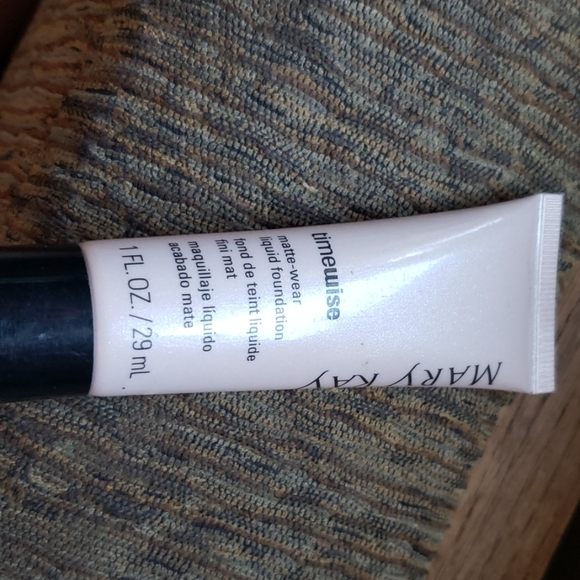 MARY KAY
timewise
matte-wear
liquid foundation
fond de teint liquide
fini mat
maquillaje líquido
acabado mate
1 FL.OZ./29 mL